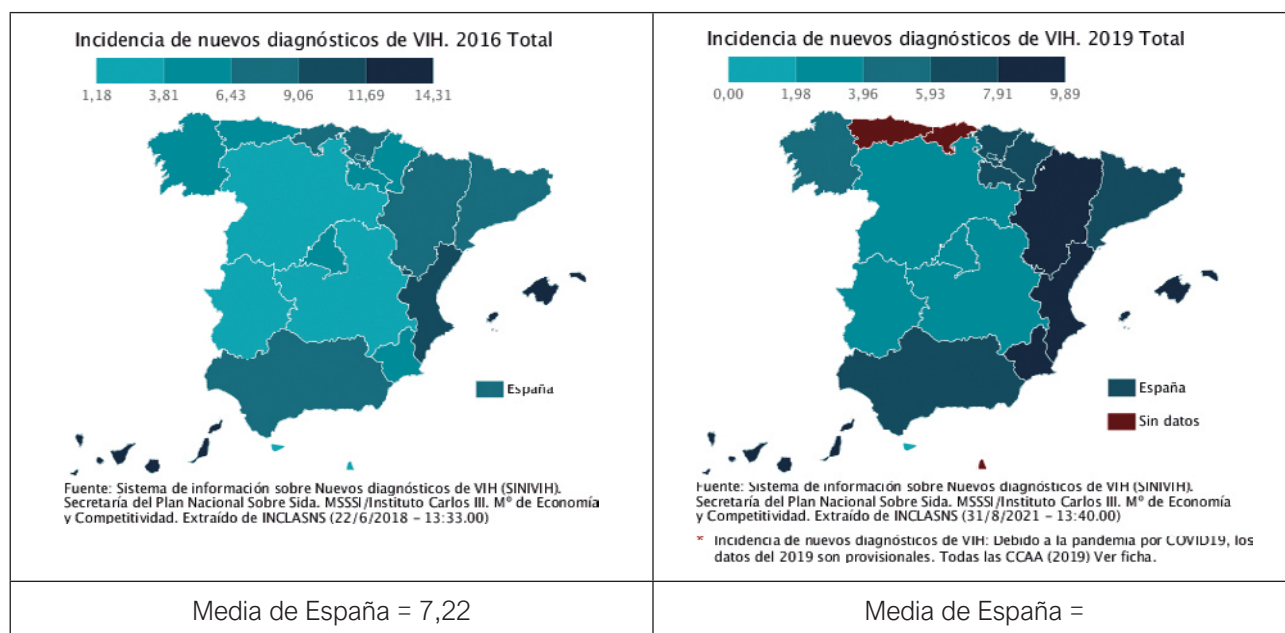 Incidencia de nuevos diagnósticos de VIH. 2016 Total
1,18 3,81 6,43 9,06 11,69 14,31
España
Fuente: Sistema de información sobre Nuevos diagnósticos de VIH (SINIVIH).
Secretaría del Plan Nacional Sobre Sida. MSSSI/Instituto Carlos III. Mº de Economía
y Competitividad. Extraído de INCLASNS (22/6/2018 - 13:33.00)
Media de España = 7,22
Incidencia de nuevos diagnósticos de VIH. 2019 Total
0,00 1,98 3,96 5,93 7,91 9,89
España
Sin datos
Fuente: Sistema de información sobre Nuevos diagnósticos de VIH (SINIVIH).
Secretaría del Plan Nacional Sobre Sida. MSSSI/Instituto Carlos III. Mº de Economía
y Competitividad. Extraído de INCLASNS (31/8/2021 - 13:40.00)
* Incidencia de nuevos diagnósticos de VIH: Debido a la pandemia por COVID19, los
datos del 2019 son provisionales. Todas las CCAA (2019) Ver ficha.
Media de España =